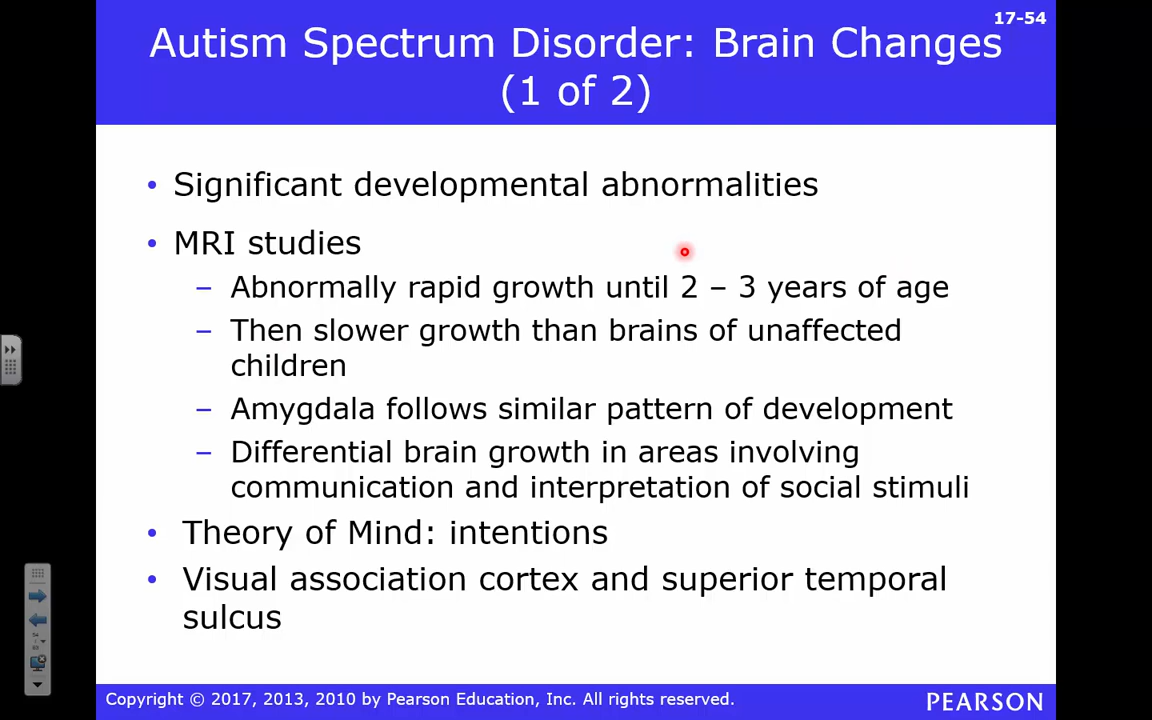 17-54
Autism Spectrum Disorder: Brain Changes
(1 of 2)
• Significant developmental abnormalities
• MRI studies
– Abnormally rapid growth until 2 – 3 years of age
– Then slower growth than brains of unaffected
children
– Amygdala follows similar pattern of development
– Differential brain growth in areas involving
communication and interpretation of social stimuli
• Theory of Mind: intentions
• Visual association cortex and superior temporal
sulcus
Copyright © 2017, 2013, 2010 by Pearson Education, Inc. All rights reserved.
PEARSON